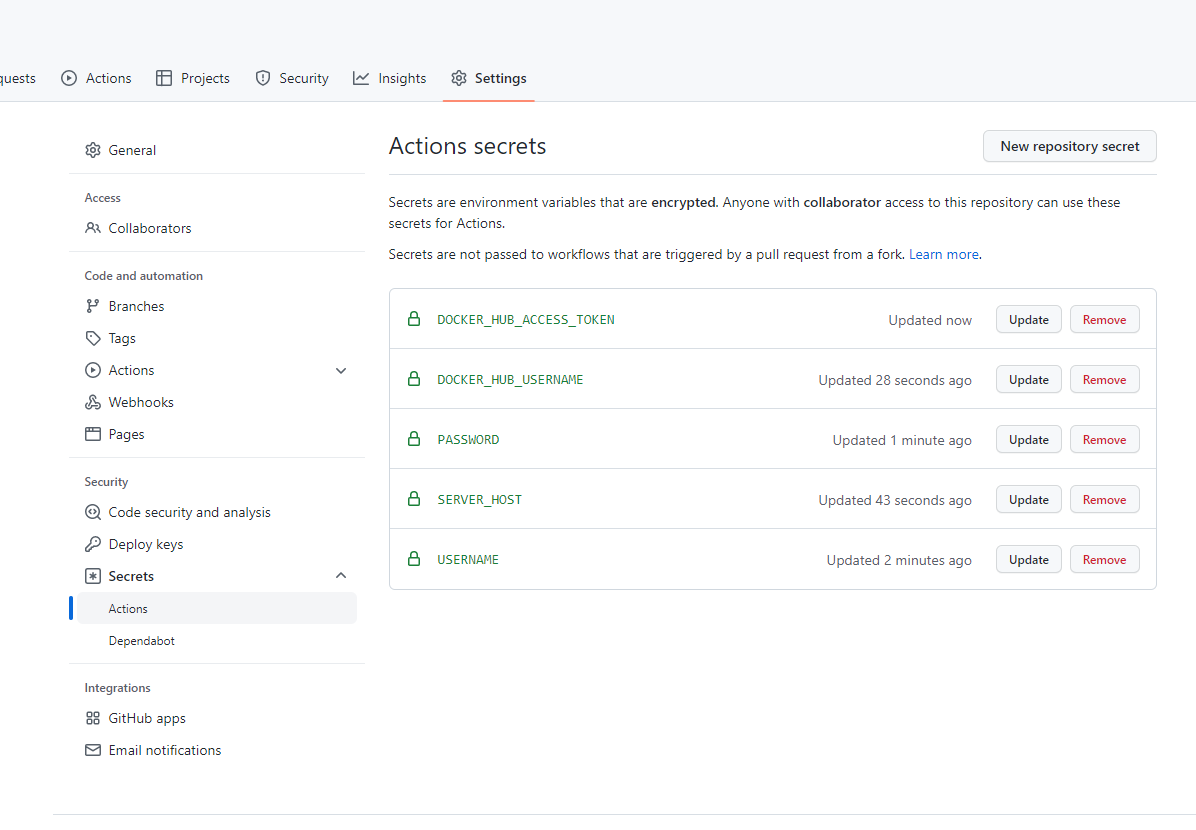 Actions
Projects
Security
Insights
Settings
General
Access
Collaborators
Code and automation
Branches
Tags
Actions
Webhooks
Pages
Security
Code security and analysis
Deploy keys
Secrets
Actions
Dependabot
Integrations
GitHub apps
Email notifications
Actions secrets
New repository secret
Secrets are environment variables that are encrypted. Anyone with collaborator access to this repository can use these
secrets for Actions.
Secrets are not passed to workflows that are triggered by a pull request from a fork. Learn more.
DOCKER_HUB_ACCESS_TOKEN Updated now Update Remove
DOCKER_HUB_USERNAME Updated 28 seconds ago Update Remove
PASSWORD Updated 1 minute ago Update Remove
SERVER_HOST Updated 43 seconds ago Update Remove
USERNAME Updated 2 minutes ago Update Remove